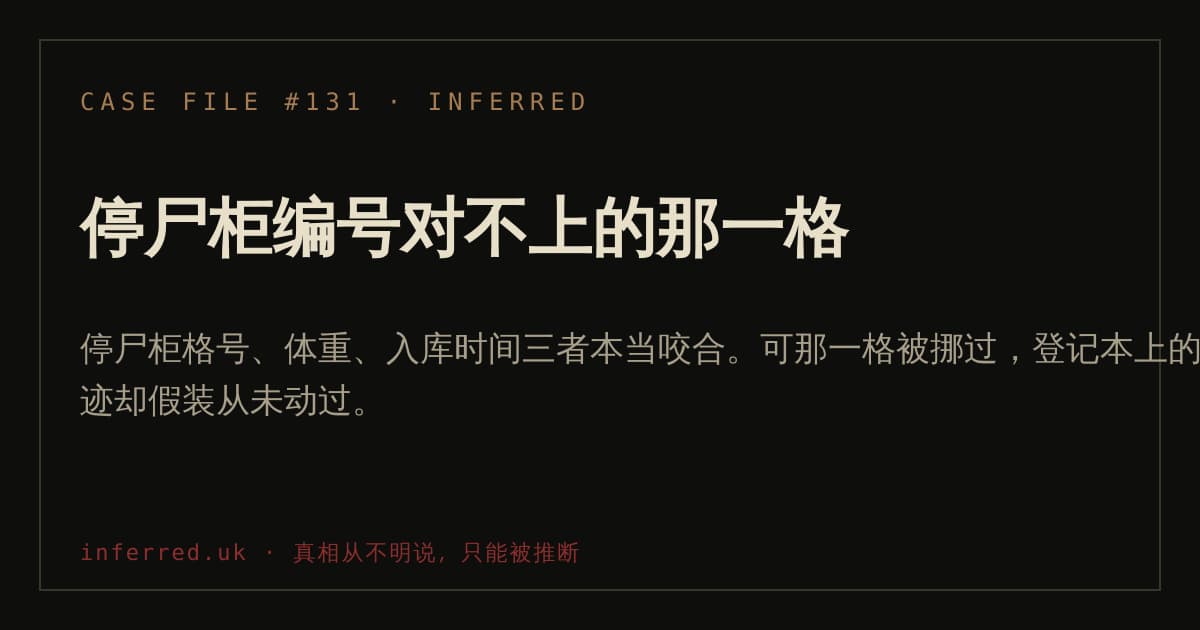 CASE FILE #131 · INFERRED
停尸柜编号对不上的那一格
停尸柜格号、体重、入库时间三者本当咬合。可那一格被挪过，登记本上的
迹却假装从未动过。
inferred.uk · 真相从不明说，只能被推断